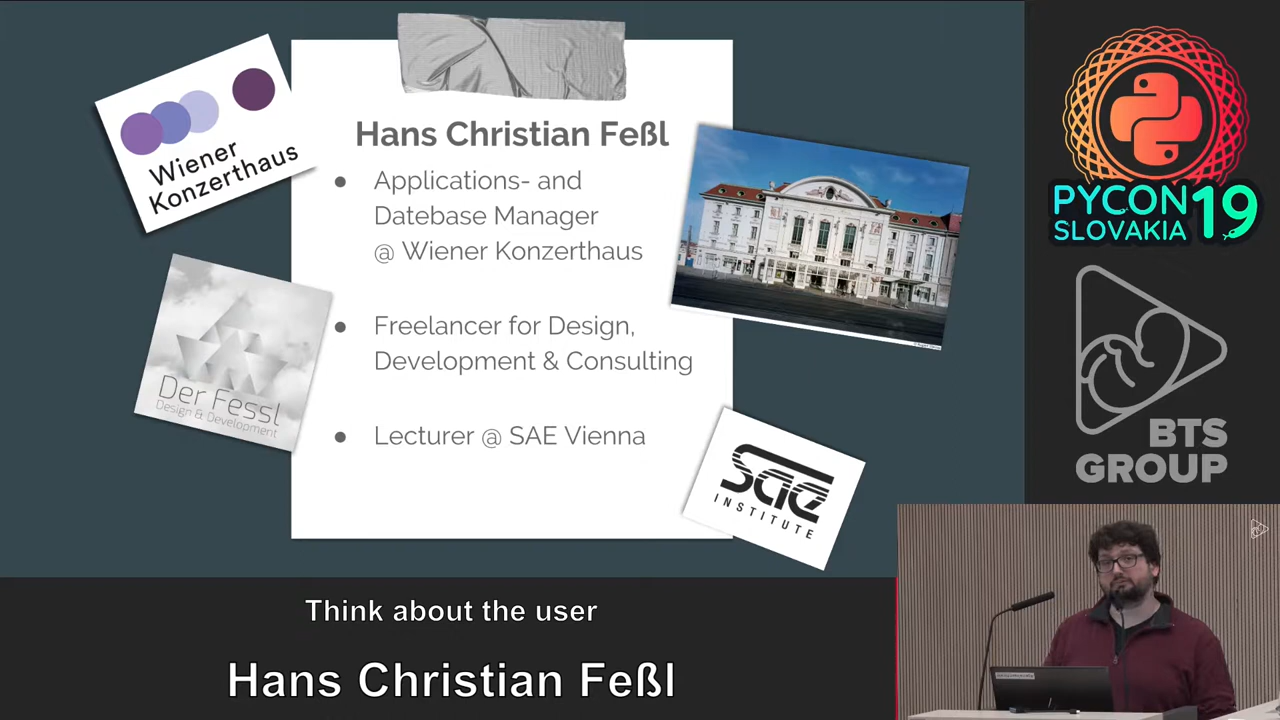 Wiener
Konzerthaus
Hans Christian Feßl
Applications- and
Datebase Manager
@ Wiener Konzerthaus
Freelancer for Design,
Development & Consulting
Lecturer @ SAE Vienna
Der Fessl
Design & Development
sae
INSTITUTE
PYCON
SLOVAKIA 19
BTS
GROUP
Think about the user
Hans Christian Feßl